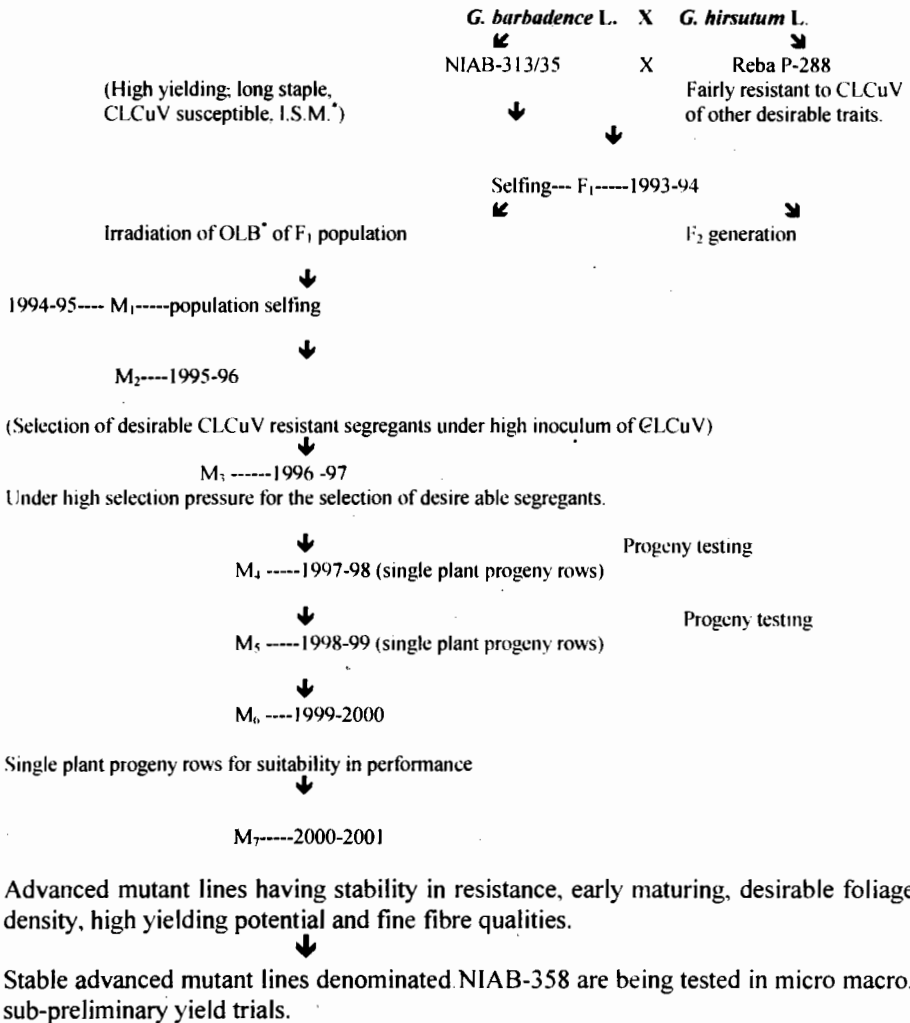 G. barbadence L. X G. hirsutum L.
NIAB-313/35 X Reba P-288
(High yielding; long staple, Fairly resistant to CLCuV
CLCuV susceptible, I.S.M.*) of other desirable traits.
Selfing--- F₁-----1993-94
Irradiation of OLB* of F₁ population F₂ generation
1994-95---- M₁-----population selfing
M₂----1995-96
(Selection of desirable CLCuV resistant segregants under high inoculum of CLCuV)
M₃ ------1996 -97
Under high selection pressure for the selection of desire able segregants.
Progeny testing
M₄ -----1997-98 (single plant progeny rows)
Progeny testing
M₅ -----1998-99 (single plant progeny rows)
M₆ ----1999-2000
Single plant progeny rows for suitability in performance
M₇-----2000-2001
Advanced mutant lines having stability in resistance, early maturing, desirable foliage
density, high yielding potential and fine fibre qualities.
Stable advanced mutant lines denominated NIAB-358 are being tested in micro macro,
sub-preliminary yield trials.